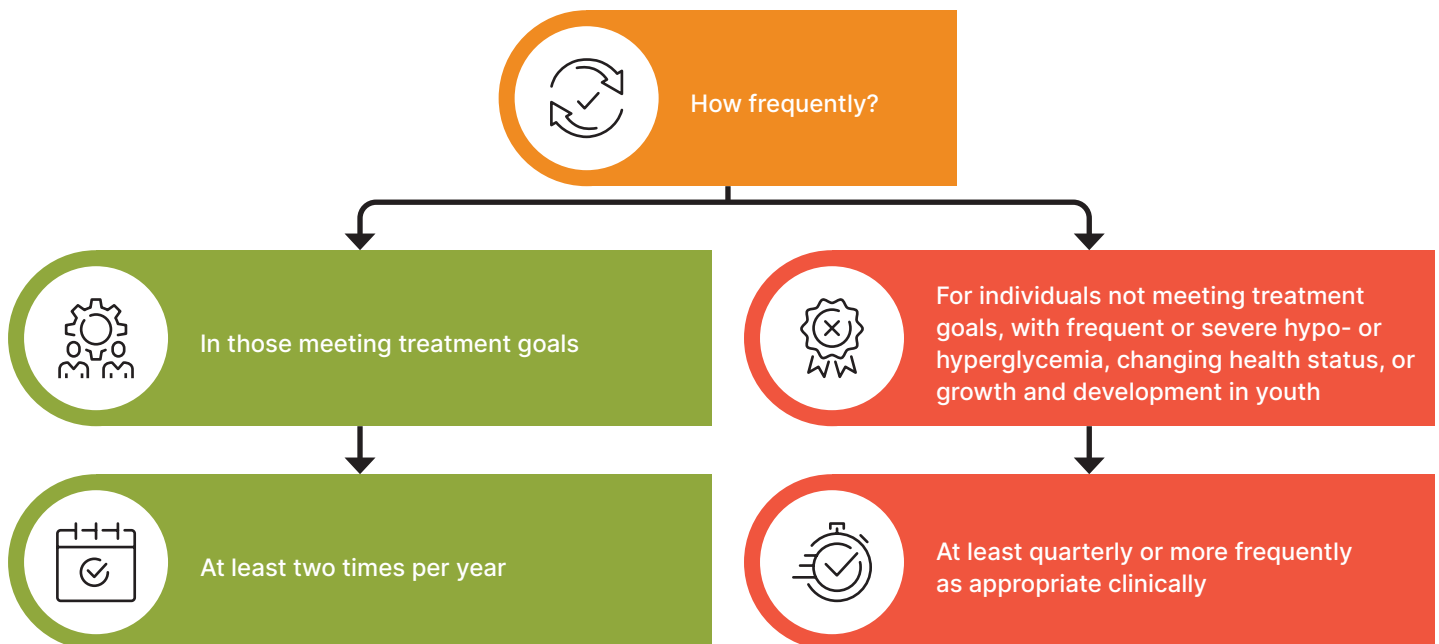 How frequently?
In those meeting treatment goals
For individuals not meeting treatment
goals, with frequent or severe hypo- or
hyperglycemia, changing health status, or
growth and development in youth
At least two times per year
At least quarterly or more frequently
as appropriate clinically